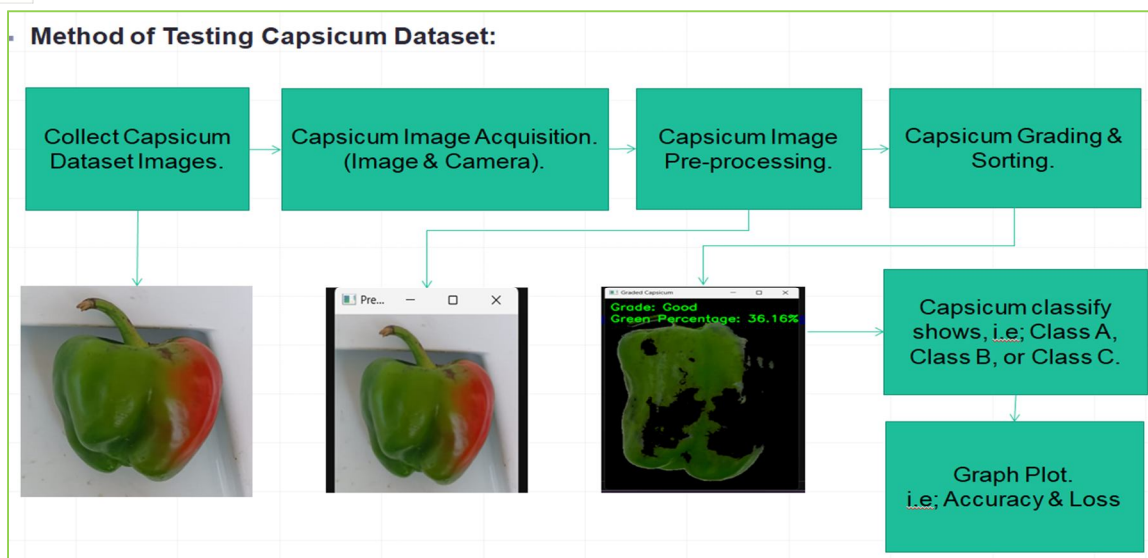 Method of Testing Capsicum Dataset:
Collect Capsicum
Dataset Images.
Capsicum Image Acquisition.
(Image & Camera).
Capsicum Image
Pre-processing.
Capsicum Grading &
Sorting.
Pre...
Graded Capsicum
Grade: Good
Green Percentage: 36.16%
Capsicum classify
shows, i.e; Class A,
Class B, or Class C.
Graph Plot.
i.e; Accuracy & Loss